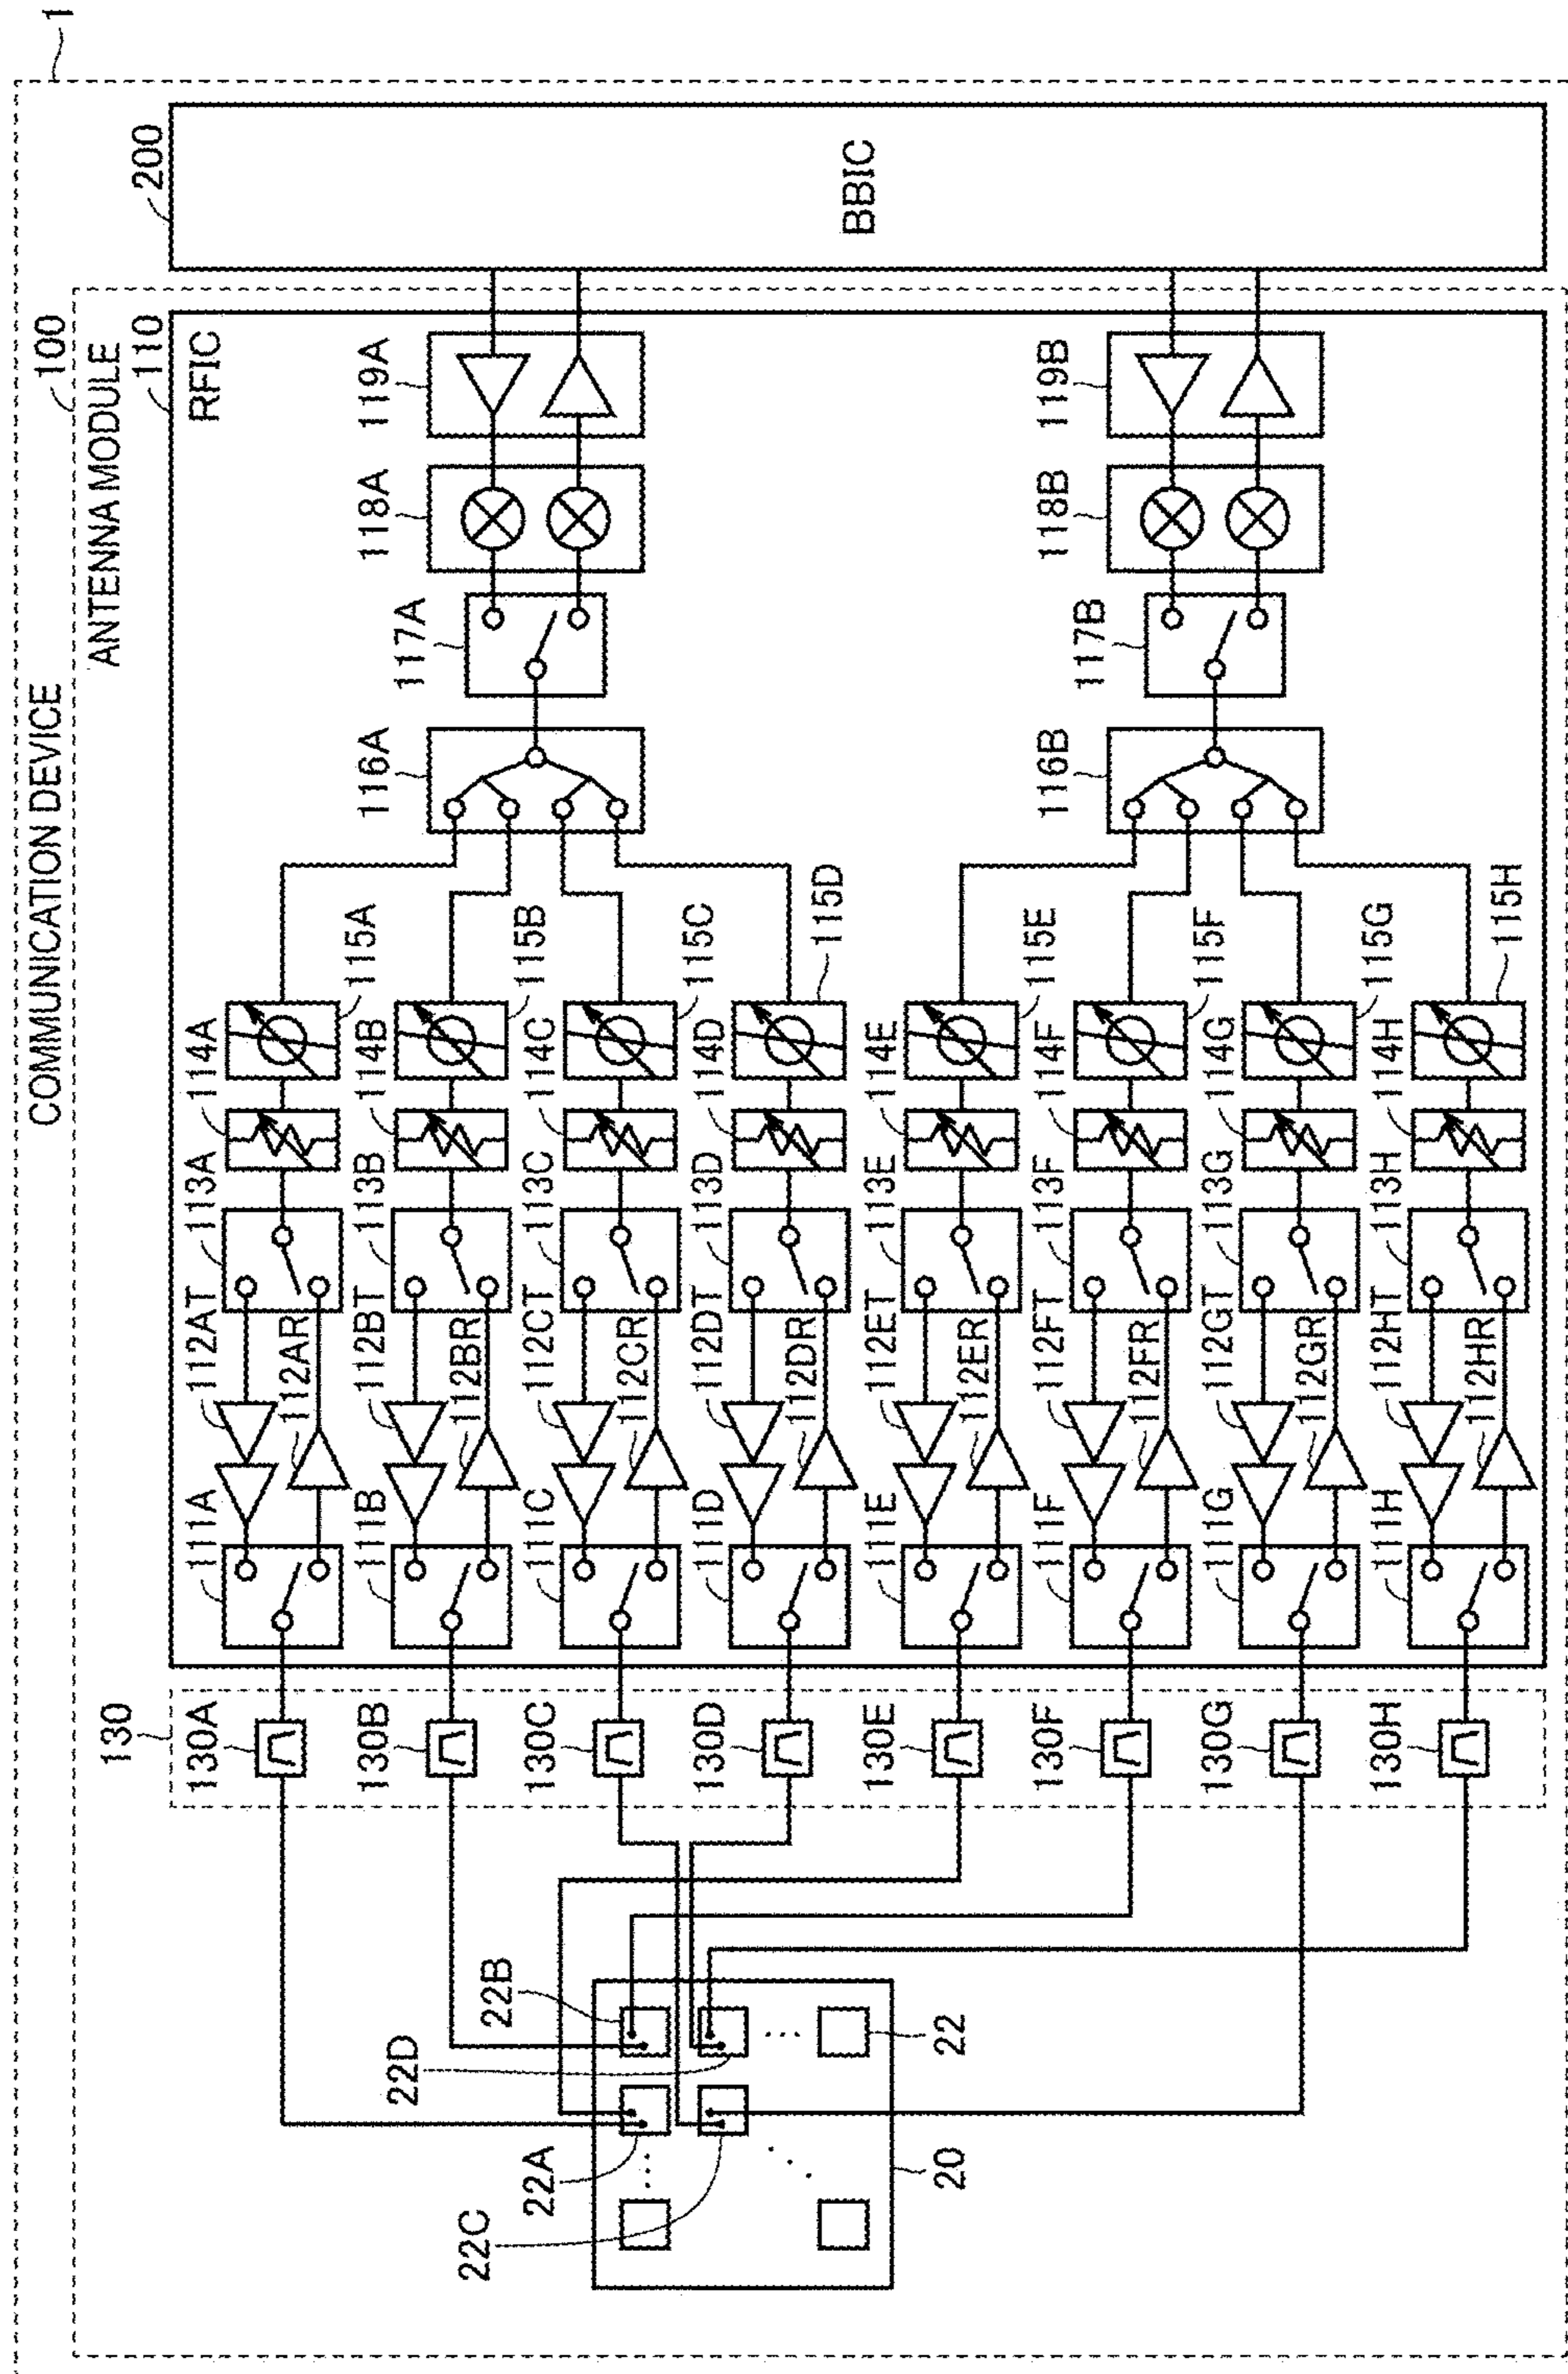 COMMUNICATION DEVICE
1
100
ANTENNA MODULE
110
RFIC
200
BBIC
130
130A
111A
112AT
112AR
113A
114A
115A
130B
111B
112BT
112BR
113B
114B
115B
130C
111C
112CT
112CR
113C
114C
115C
130D
111D
112DT
112DR
113D
114D
115D
116A
117A
118A
119A
130E
111E
112ET
112ER
113E
114E
115E
130F
111F
112FT
112FR
113F
114F
115F
130G
111G
112GT
112GR
113G
114G
115G
130H
111H
112HT
112HR
113H
114H
115H
116B
117B
118B
119B
22D
22B
22C
22A
20
22